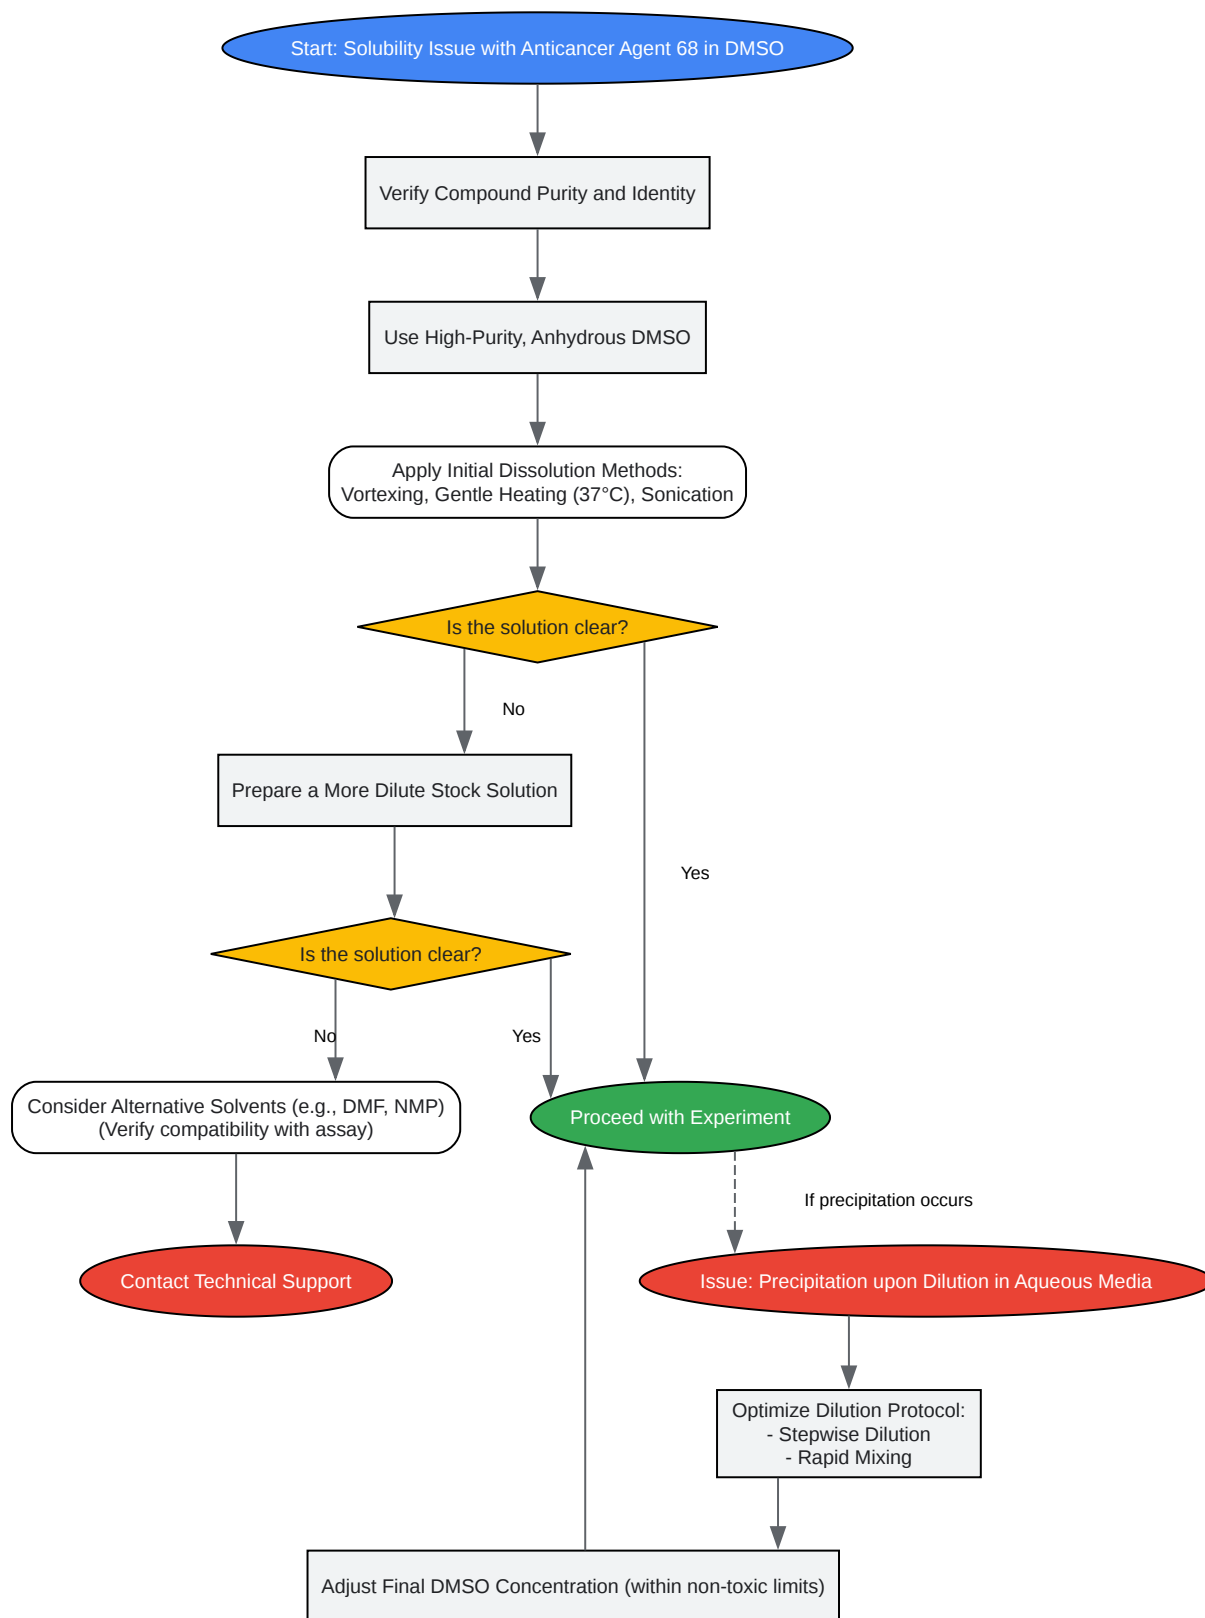 Start: Solubility Issue with Anticancer Agent 68 in DMSO
Verify Compound Purity and Identity
Use High-Purity, Anhydrous DMSO
Apply Initial Dissolution Methods:
Vortexing, Gentle Heating (37°C), Sonication
Is the solution clear?
No
Prepare a More Dilute Stock Solution
Yes
Is the solution clear?
No
Yes
Consider Alternative Solvents (e.g., DMF, NMP)
(Verify compatibility with assay)
Proceed with Experiment
If precipitation occurs
Contact Technical Support
Issue: Precipitation upon Dilution in Aqueous Media
Optimize Dilution Protocol:
- Stepwise Dilution
- Rapid Mixing
Adjust Final DMSO Concentration (within non-toxic limits)